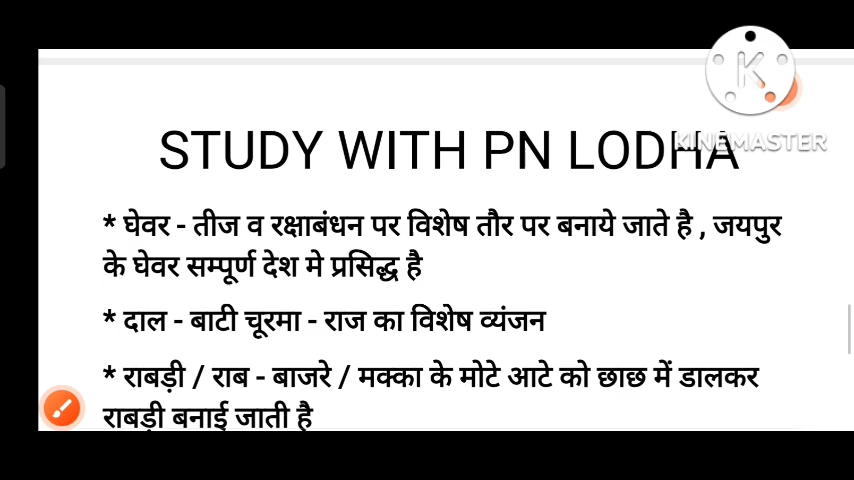 STUDY WITH PN LODHA
KINEMASTER
* घेवर - तीज व रक्षाबंधन पर विशेष तौर पर बनाये जाते है , जयपुर
के घेवर सम्पूर्ण देश मे प्रसिद्ध है
* दाल - बाटी चूरमा - राज का विशेष व्यंजन
* राबड़ी / राब - बाजरे / मक्का के मोटे आटे को छाछ में डालकर
राबड़ी बनाई जाती है